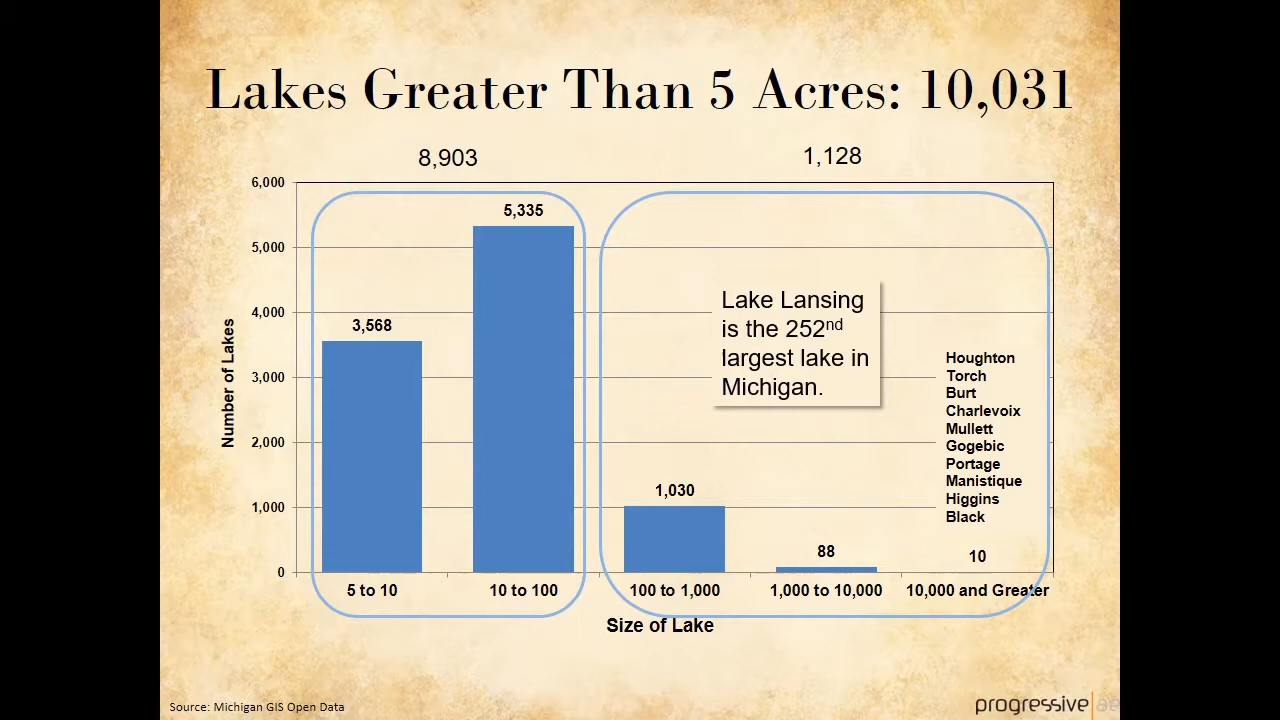 Lakes Greater Than 5 Acres: 10,031
8,903
1,128
6,000
5,000
4,000
3,000
2,000
1,000
0
Number of Lakes
3,568
5,335
1,030
88
10
Lake Lansing
is the 252nd
largest lake in
Michigan.
Houghton
Torch
Burt
Charlevoix
Mullett
Gogebic
Portage
Manistique
Higgins
Black
5 to 10
10 to 100
100 to 1,000
1,000 to 10,000
10,000 and Greater
Size of Lake
Source: Michigan GIS Open Data
progressive|ae